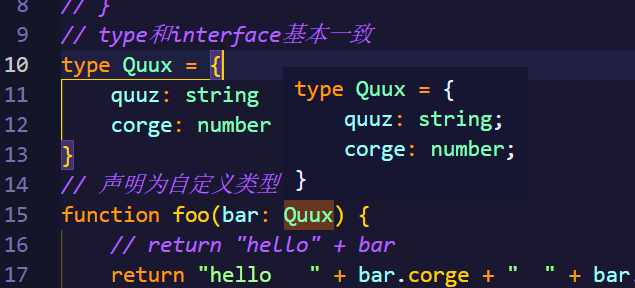 8 // }
9 // type和interface基本一致
10 type Quux = {
11 quuz: string
12 corge: number
13 }
type Quux = {
quuz: string;
corge: number;
}
14 // 声明为自定义类型
15 function foo(bar: Quux) {
16 // return "hello" + bar
17 return "hello   " + bar.corge + "  " + bar.